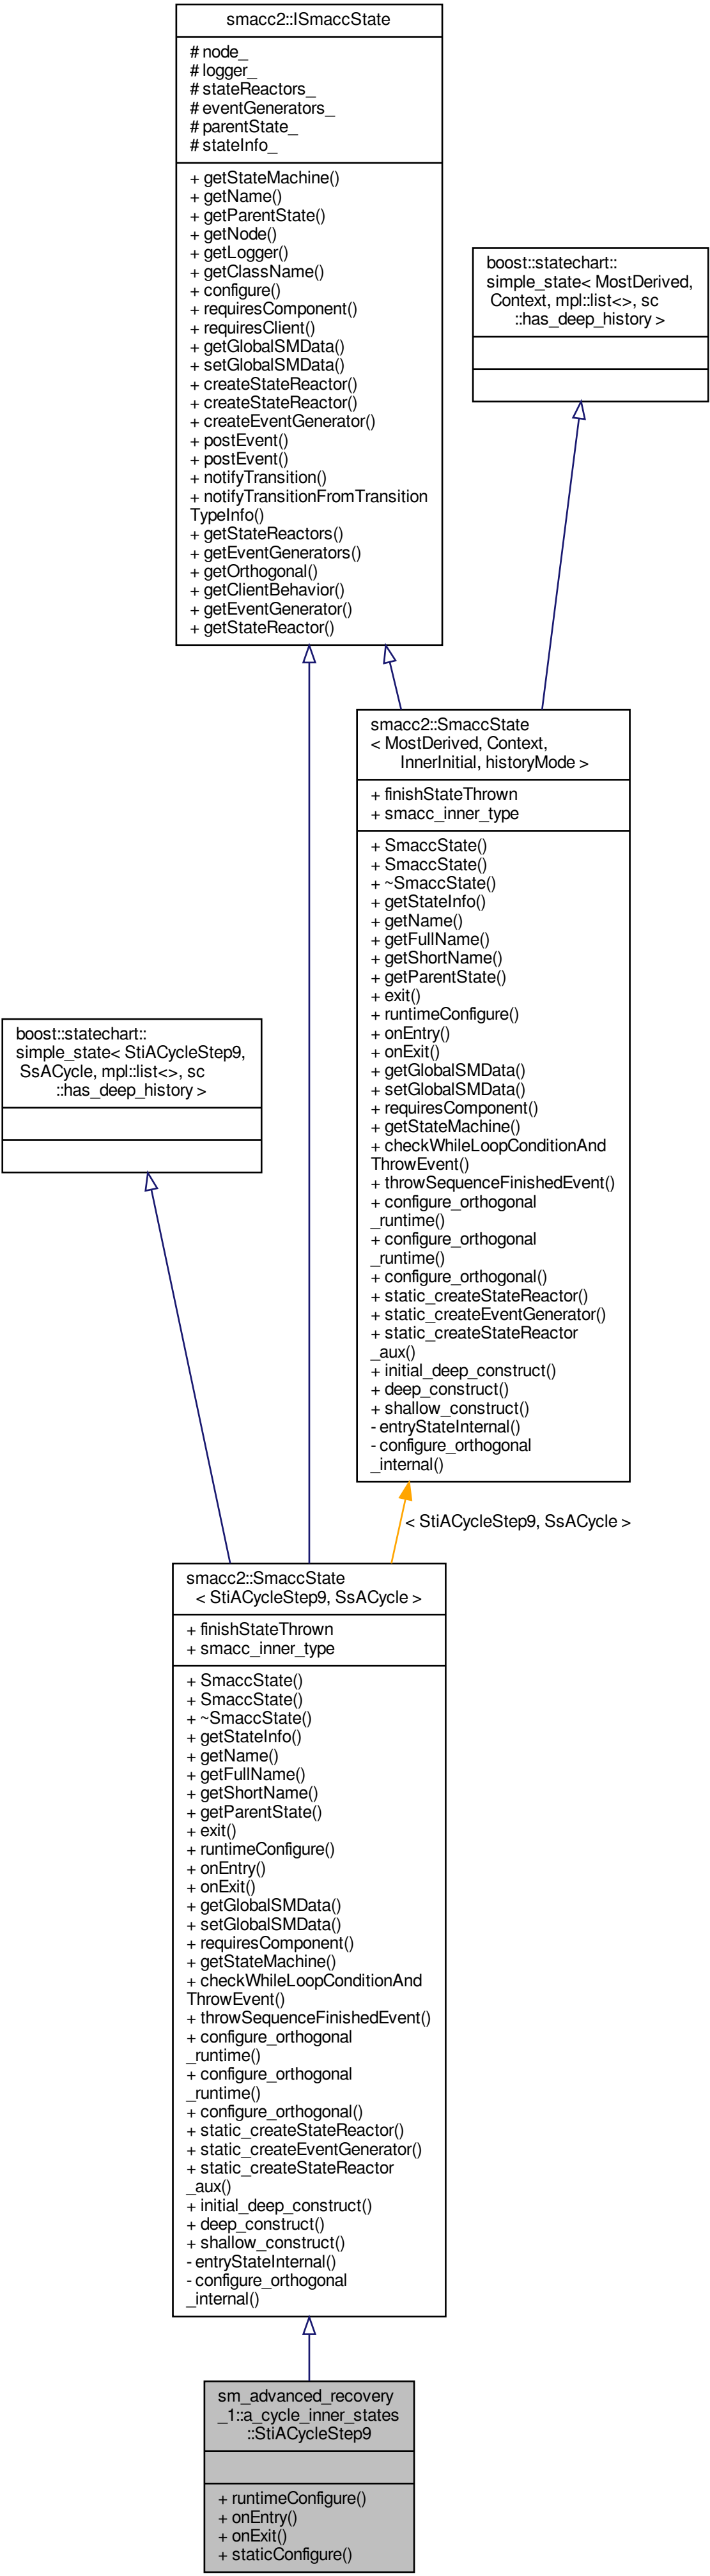 smacc2::ISmaccState
# node_
# logger_
# stateReactors_
# eventGenerators_
# parentState_
# stateInfo_
+ getStateMachine()
+ getName()
+ getParentState()
+ getNode()
+ getLogger()
+ getClassName()
+ configure()
+ requiresComponent()
+ requiresClient()
+ getGlobalSMData()
+ setGlobalSMData()
+ createStateReactor()
+ createStateReactor()
+ createEventGenerator()
+ postEvent()
+ postEvent()
+ notifyTransition()
+ notifyTransitionFromTransition
TypeInfo()
+ getStateReactors()
+ getEventGenerators()
+ getOrthogonal()
+ getClientBehavior()
+ getEventGenerator()
+ getStateReactor()
boost::statechart::
simple_state< MostDerived,
Context, mpl::list<>, sc
::has_deep_history >
smacc2::SmaccState
< MostDerived, Context,
InnerInitial, historyMode >
+ finishStateThrown
+ smacc_inner_type
+ SmaccState()
+ SmaccState()
+ ~SmaccState()
+ getStateInfo()
+ getName()
+ getFullName()
+ getShortName()
+ getParentState()
+ exit()
+ runtimeConfigure()
+ onEntry()
+ onExit()
+ getGlobalSMData()
+ setGlobalSMData()
+ requiresComponent()
+ getStateMachine()
+ checkWhileLoopConditionAnd
ThrowEvent()
+ throwSequenceFinishedEvent()
+ configure_orthogonal
_runtime()
+ configure_orthogonal
_runtime()
+ configure_orthogonal()
+ static_createStateReactor()
+ static_createEventGenerator()
+ static_createStateReactor
_aux()
+ initial_deep_construct()
+ deep_construct()
+ shallow_construct()
- entryStateInternal()
- configure_orthogonal
_internal()
boost::statechart::
simple_state< StiACycleStep9,
SsACycle, mpl::list<>, sc
::has_deep_history >
< StiACycleStep9, SsACycle >
smacc2::SmaccState
< StiACycleStep9, SsACycle >
+ finishStateThrown
+ smacc_inner_type
+ SmaccState()
+ SmaccState()
+ ~SmaccState()
+ getStateInfo()
+ getName()
+ getFullName()
+ getShortName()
+ getParentState()
+ exit()
+ runtimeConfigure()
+ onEntry()
+ onExit()
+ getGlobalSMData()
+ setGlobalSMData()
+ requiresComponent()
+ getStateMachine()
+ checkWhileLoopConditionAnd
ThrowEvent()
+ throwSequenceFinishedEvent()
+ configure_orthogonal
_runtime()
+ configure_orthogonal
_runtime()
+ configure_orthogonal()
+ static_createStateReactor()
+ static_createEventGenerator()
+ static_createStateReactor
_aux()
+ initial_deep_construct()
+ deep_construct()
+ shallow_construct()
- entryStateInternal()
- configure_orthogonal
_internal()
sm_advanced_recovery
_1::a_cycle_inner_states
::StiACycleStep9
+ runtimeConfigure()
+ onEntry()
+ onExit()
+ staticConfigure()